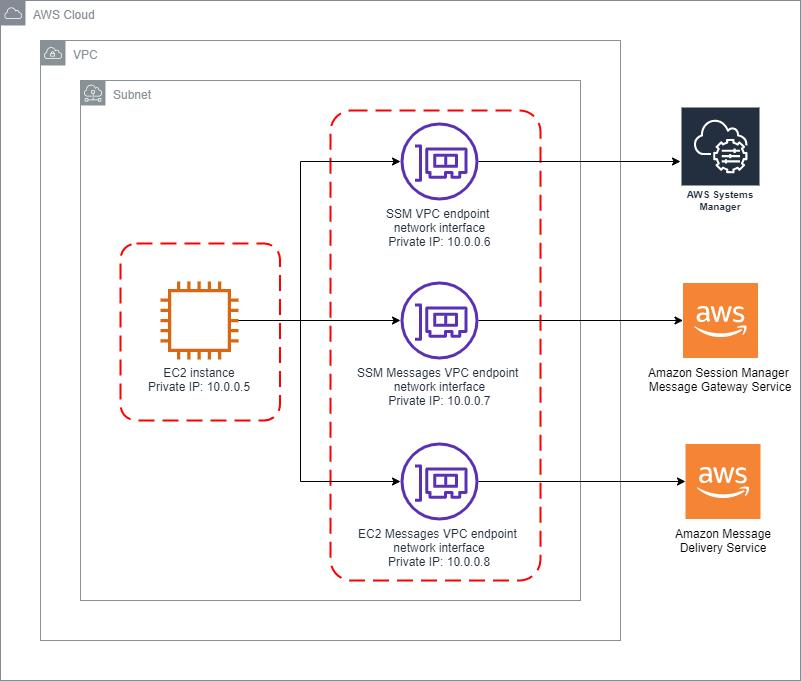 AWS Cloud
VPC
Subnet
SSM VPC endpoint
network interface
Private IP: 10.0.0.6
AWS Systems
Manager
EC2 instance
Private IP: 10.0.0.5
SSM Messages VPC endpoint
network interface
Private IP: 10.0.0.7
aws
Amazon Session Manager
Message Gateway Service
EC2 Messages VPC endpoint
network interface
Private IP: 10.0.0.8
aws
Amazon Message
Delivery Service